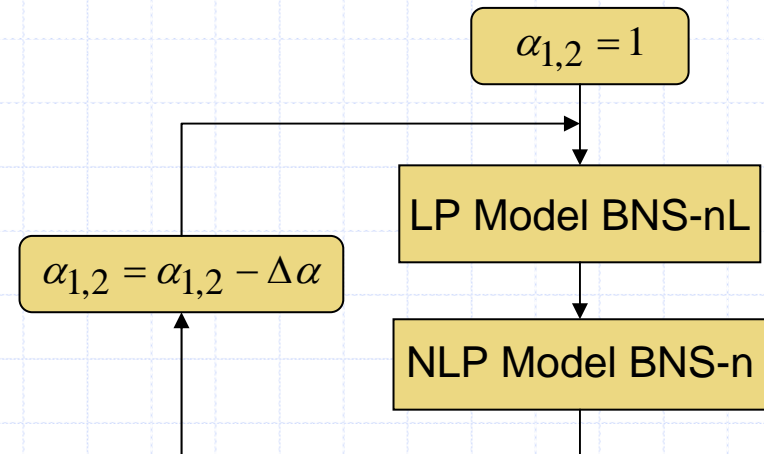 α1,2 = 1
LP Model BNS-nL
α1,2 = α1,2 − Δα
NLP Model BNS-n